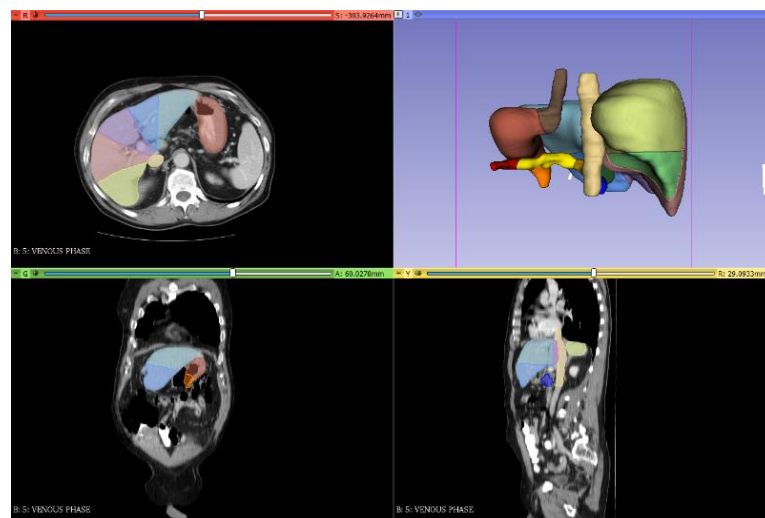 R S: -383.9264mm
1
B: 5: VENOUS PHASE
G A: 60.0278mm
Y R: 29.0933mm
B: 5: VENOUS PHASE
B: 5: VENOUS PHASE